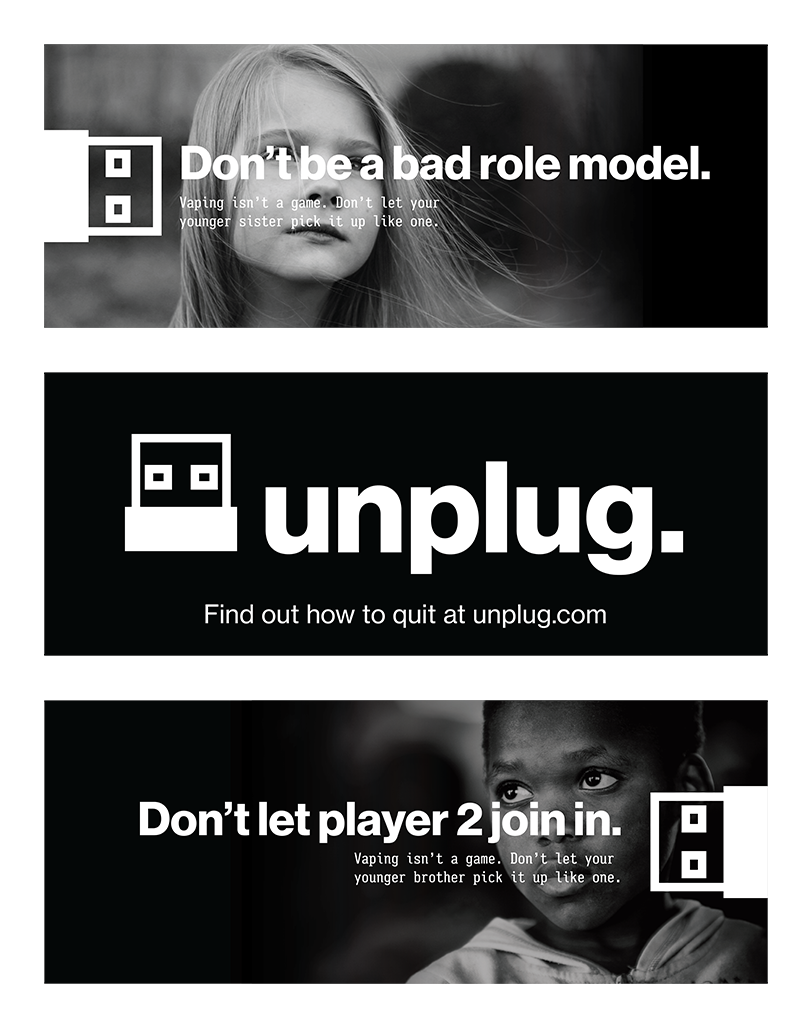 Don’t be a bad role model.
Vaping isn’t a game. Don’t let your
younger sister pick it up like one.
unplug.
Find out how to quit at unplug.com
Don’t let player 2 join in.
Vaping isn’t a game. Don’t let your
younger brother pick it up like one.